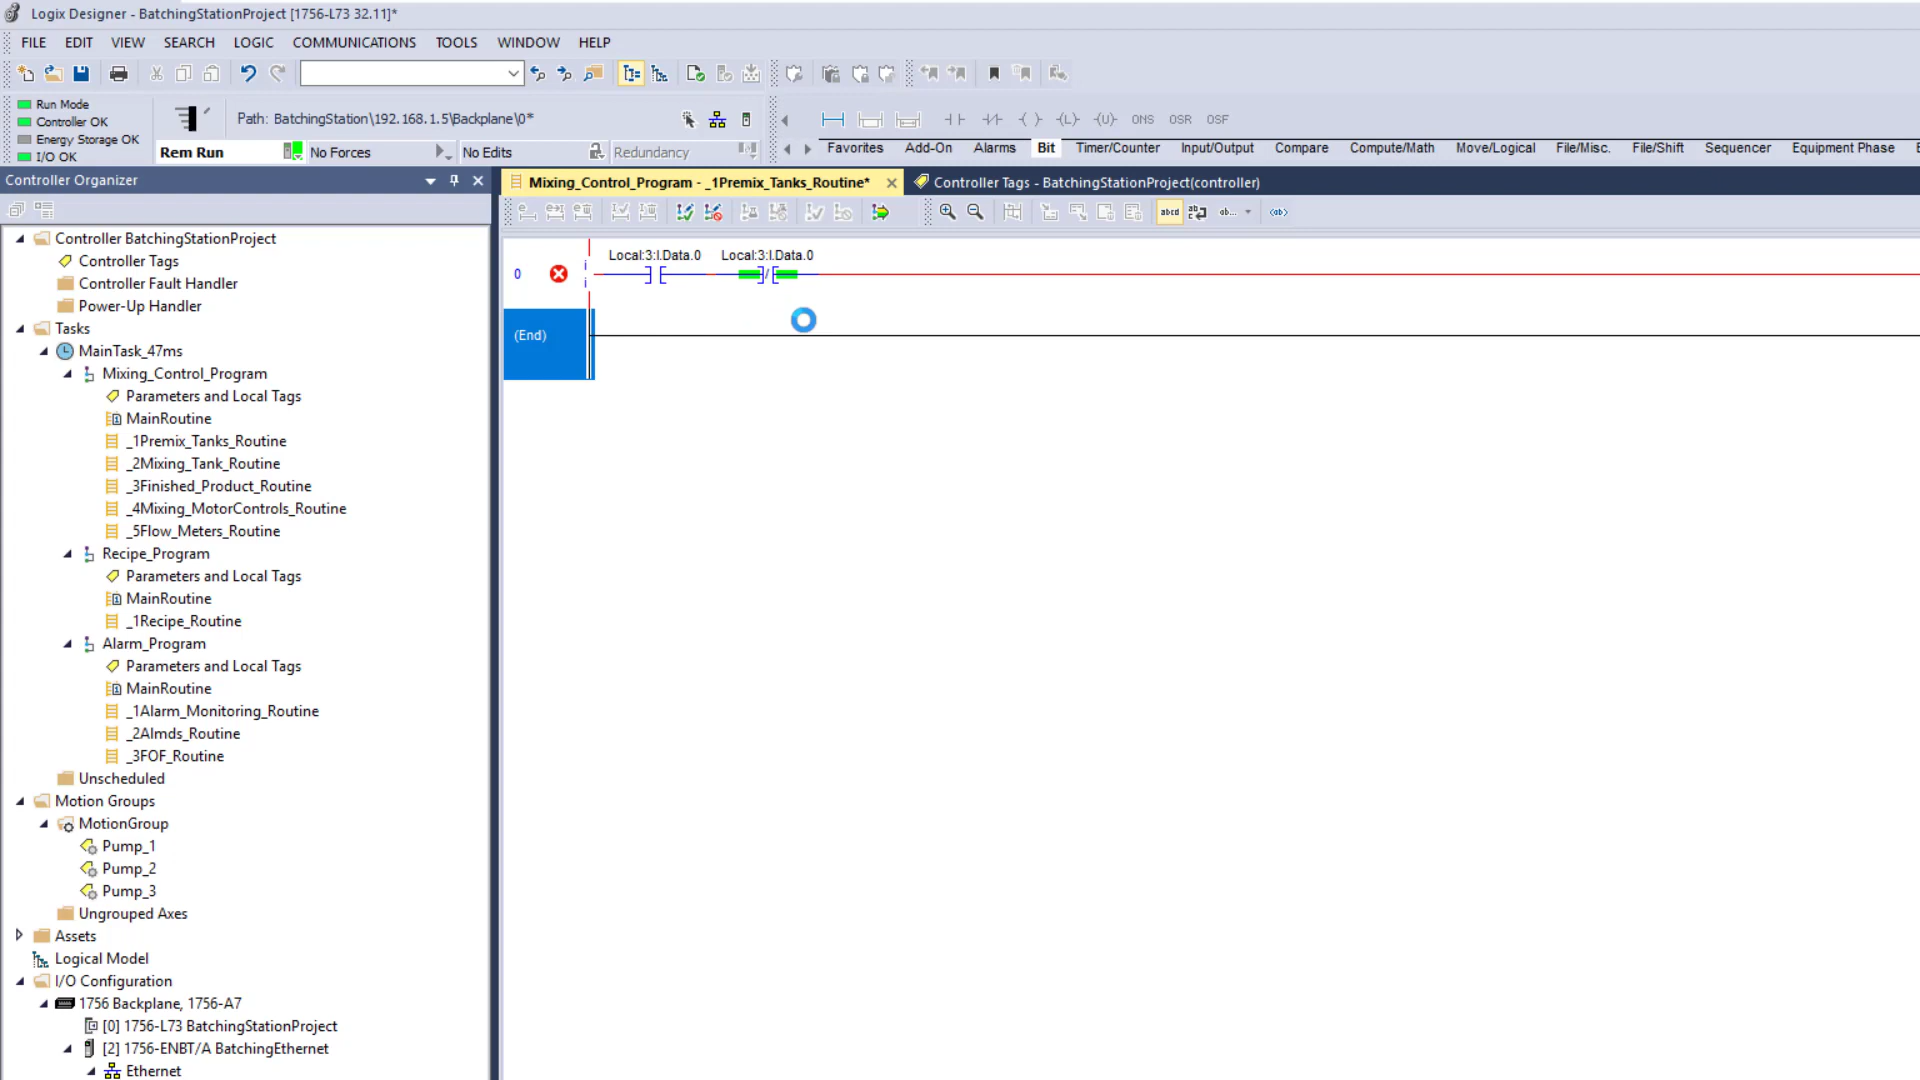 Logix Designer - BatchingStationProject [1756-L73 32.11]*
FILE EDIT VIEW SEARCH LOGIC COMMUNICATIONS TOOLS WINDOW HELP
Run Mode
Controller OK
Energy Storage OK
I/O OK
Path: BatchingStation\192.168.1.5\Backplane\0*
Rem Run No Forces No Edits Redundancy
ONS OSR OSF
Favorites Add-On Alarms Bit Timer/Counter Input/Output Compare Compute/Math Move/Logical File/Misc. File/Shift Sequencer Equipment Phase
Controller Organizer
Mixing_Control_Program - _1Premix_Tanks_Routine*
Controller Tags - BatchingStationProject(controller)
Controller BatchingStationProject
Controller Tags
Controller Fault Handler
Power-Up Handler
Tasks
MainTask_47ms
Mixing_Control_Program
Parameters and Local Tags
MainRoutine
_1Premix_Tanks_Routine
_2Mixing_Tank_Routine
_3Finished_Product_Routine
_4Mixing_MotorControls_Routine
_5Flow_Meters_Routine
Recipe_Program
Parameters and Local Tags
MainRoutine
_1Recipe_Routine
Alarm_Program
Parameters and Local Tags
MainRoutine
_1Alarm_Monitoring_Routine
_2Almds_Routine
_3FOF_Routine
Unscheduled
Motion Groups
MotionGroup
Pump_1
Pump_2
Pump_3
Ungrouped Axes
Assets
Logical Model
I/O Configuration
1756 Backplane, 1756-A7
[0] 1756-L73 BatchingStationProject
[2] 1756-ENBT/A BatchingEthernet
Ethernet
Local:3:I.Data.0 Local:3:I.Data.0
0
i
i
(End)